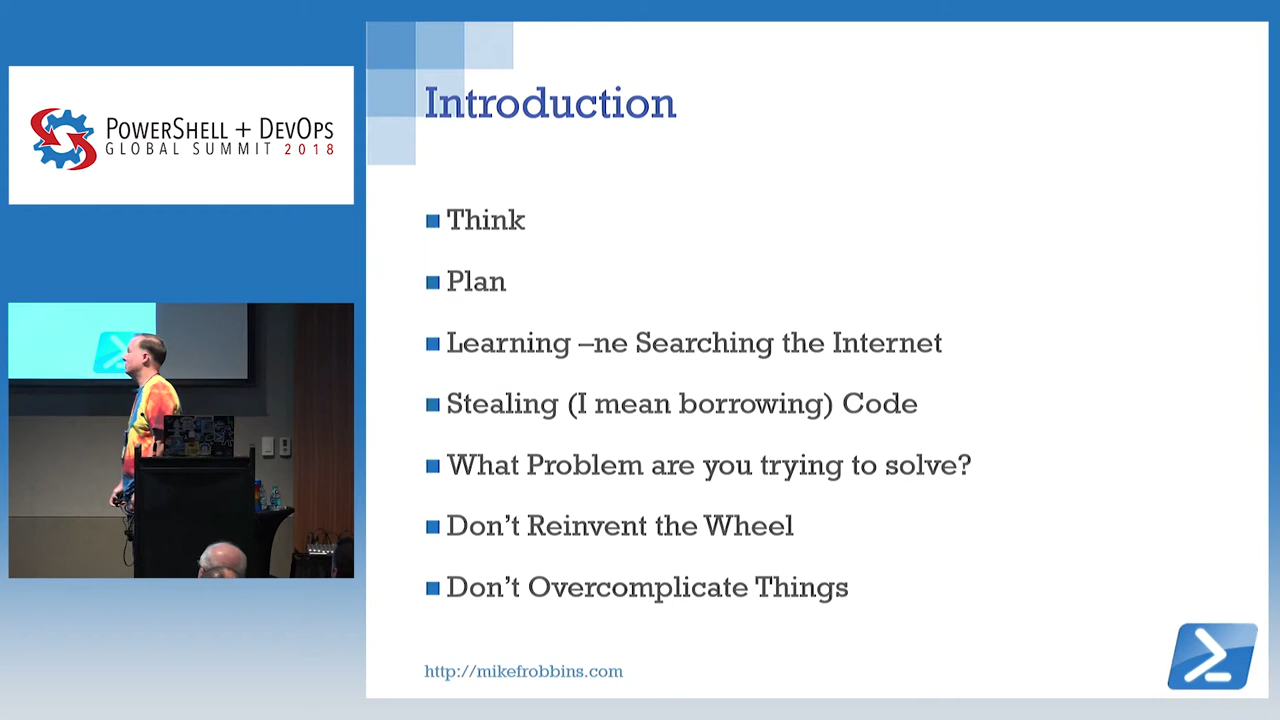 POWERSHELL + DEVOPS
GLOBAL SUMMIT 2018
Introduction
Think
Plan
Learning –ne Searching the Internet
Stealing (I mean borrowing) Code
What Problem are you trying to solve?
Don't Reinvent the Wheel
Don't Overcomplicate Things
http://mikefrobbins.com